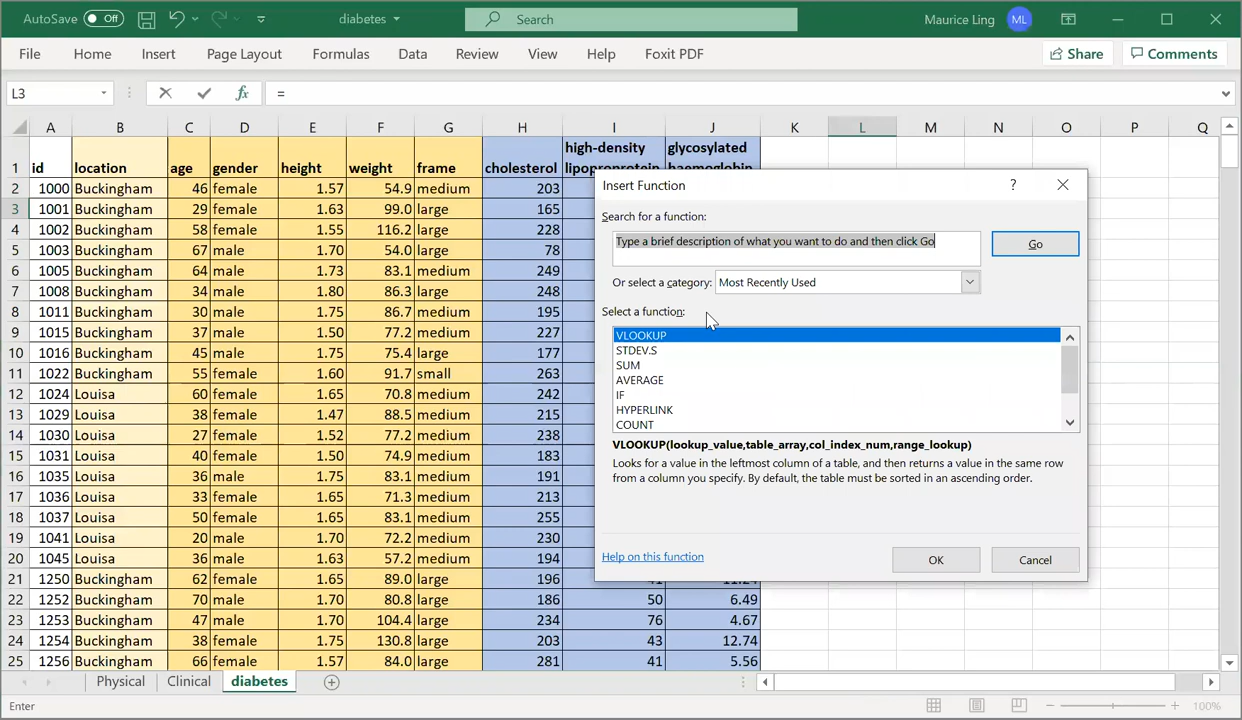 AutoSave Off diabetes Search Maurice Ling ML
File Home Insert Page Layout Formulas Data Review View Help Foxit PDF Share Comments
L3 fx =
A B C D E F G H I J K L M N O P Q
high-density glycosylated
1 id location age gender height weight frame cholesterol lipoproprotein haemoglobin
2 1000 Buckingham 46 female 1.57 54.9 medium 203
3 1001 Buckingham 29 female 1.63 99.0 large 165
4 1002 Buckingham 58 female 1.55 116.2 large 228
5 1003 Buckingham 67 male 1.70 54.0 large 78
6 1005 Buckingham 64 male 1.73 83.1 medium 249
7 1008 Buckingham 34 male 1.80 86.3 large 248
8 1011 Buckingham 30 male 1.75 86.7 medium 195
9 1015 Buckingham 37 male 1.50 77.2 medium 227
10 1016 Buckingham 45 male 1.75 75.4 large 177
11 1022 Buckingham 55 female 1.60 91.7 small 263
12 1024 Louisa 60 female 1.65 70.8 medium 242
13 1029 Louisa 38 female 1.47 88.5 medium 215
14 1030 Louisa 27 female 1.52 77.2 medium 238
15 1031 Louisa 40 female 1.50 74.9 medium 183
16 1035 Louisa 36 male 1.75 83.1 medium 191
17 1036 Louisa 33 female 1.65 71.3 medium 213
18 1037 Louisa 50 female 1.65 83.1 medium 255
19 1041 Louisa 20 male 1.70 72.2 medium 230
20 1045 Louisa 36 male 1.63 57.2 medium 194
21 1250 Buckingham 62 female 1.65 89.0 large 196 41 11.24
22 1252 Buckingham 70 male 1.70 80.8 large 186 50 6.49
23 1253 Buckingham 47 male 1.70 104.4 large 234 76 4.67
24 1254 Buckingham 38 female 1.75 130.8 large 203 43 12.74
25 1256 Buckingham 66 female 1.57 84.0 large 281 41 5.56
Insert Function ?
Search for a function:
Type a brief description of what you want to do and then click Go
Go
Or select a category: Most Recently Used
Select a function:
VLOOKUP
STDEV.S
SUM
AVERAGE
IF
HYPERLINK
COUNT
VLOOKUP(lookup_value,table_array,col_index_num,range_lookup)
Looks for a value in the leftmost column of a table, and then returns a value in the same row
from a column you specify. By default, the table must be sorted in an ascending order.
Help on this function
OK Cancel
Physical Clinical diabetes
Enter 100%